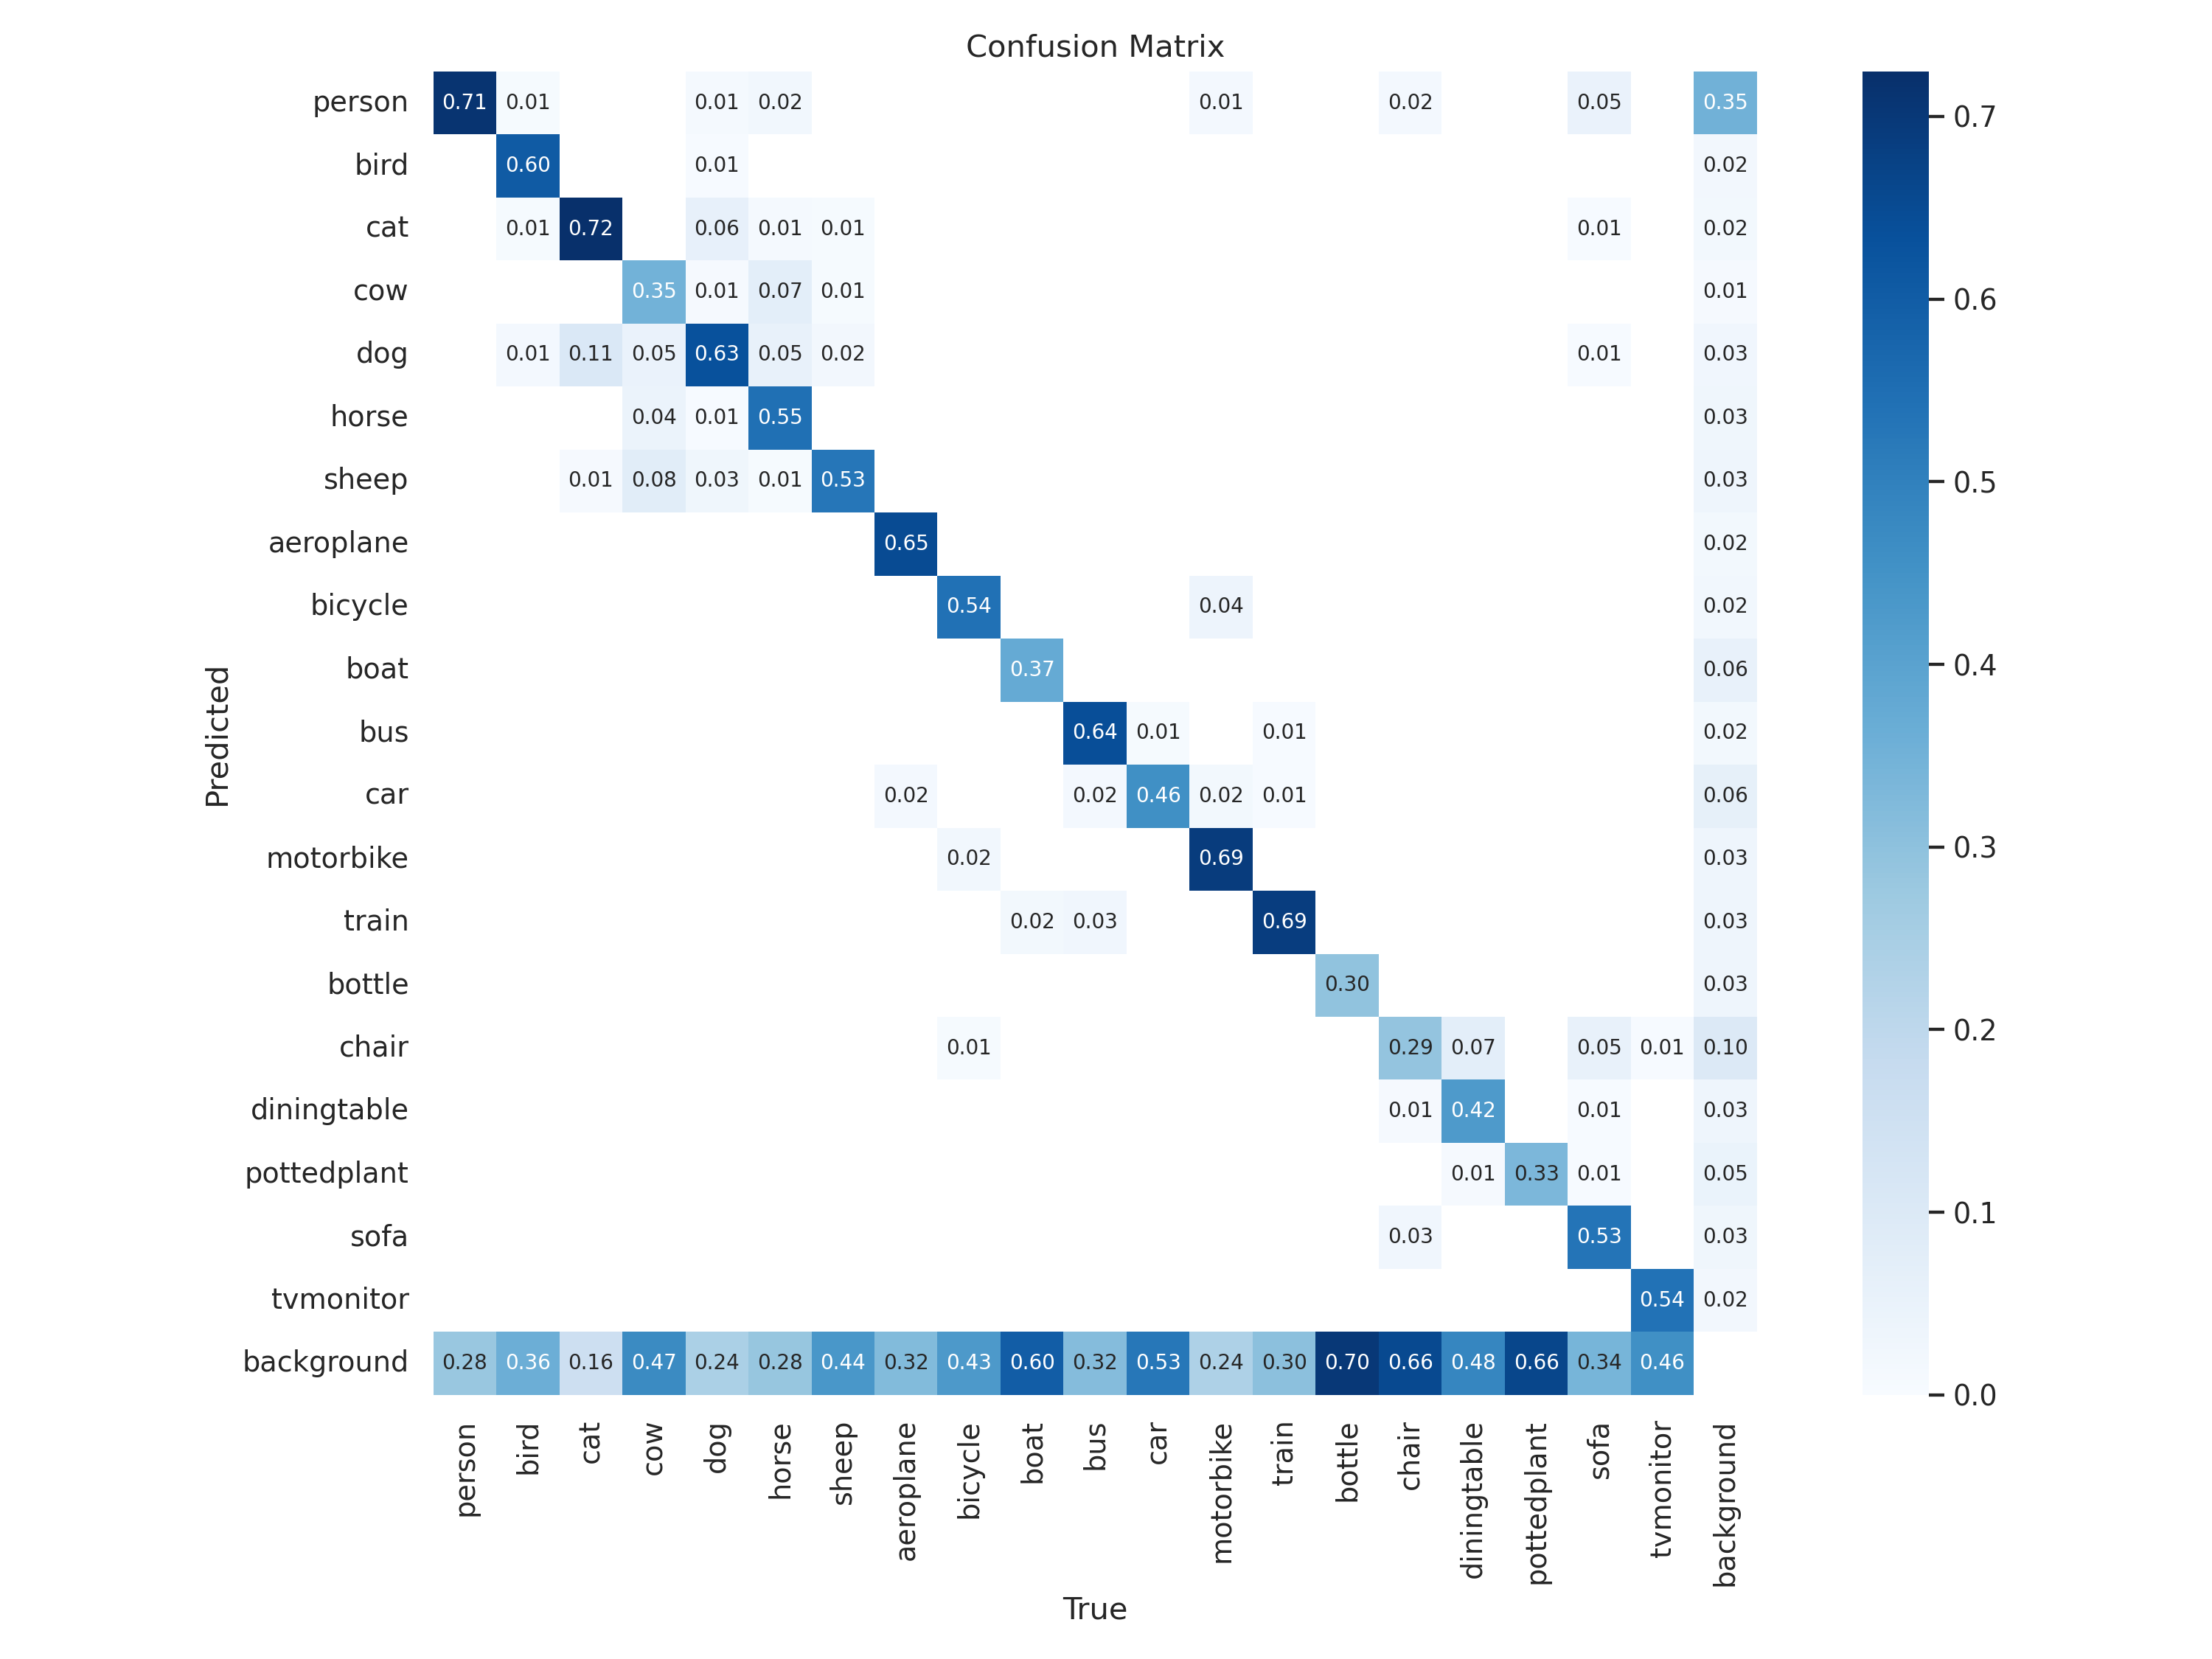 Confusion Matrix
person 0.71 0.01 0.01 0.02 0.01 0.02 0.05 0.35 0.7
bird 0.60 0.01 0.02
cat 0.01 0.72 0.06 0.01 0.01 0.01 0.02
cow 0.35 0.01 0.07 0.01 0.01 0.6
dog 0.01 0.11 0.05 0.63 0.05 0.02 0.01 0.03
horse 0.04 0.01 0.55 0.03
sheep 0.01 0.08 0.03 0.01 0.53 0.03 0.5
aeroplane 0.65 0.02
bicycle 0.54 0.04 0.02
boat 0.37 0.06 0.4
bus 0.64 0.01 0.01 0.02
car 0.02 0.02 0.46 0.02 0.01 0.06
motorbike 0.02 0.69 0.03 0.3
train 0.02 0.03 0.69 0.03
bottle 0.30 0.03
chair 0.01 0.29 0.07 0.05 0.01 0.10 0.2
diningtable 0.01 0.42 0.01 0.03
pottedplant 0.01 0.33 0.01 0.05
sofa 0.03 0.53 0.03 0.1
tvmonitor 0.54 0.02
background 0.28 0.36 0.16 0.47 0.24 0.28 0.44 0.32 0.43 0.60 0.32 0.53 0.24 0.30 0.70 0.66 0.48 0.66 0.34 0.46 0.0
Predicted
person bird cat cow dog horse sheep aeroplane bicycle boat bus car motorbike train bottle chair diningtable pottedplant sofa tvmonitor background
True